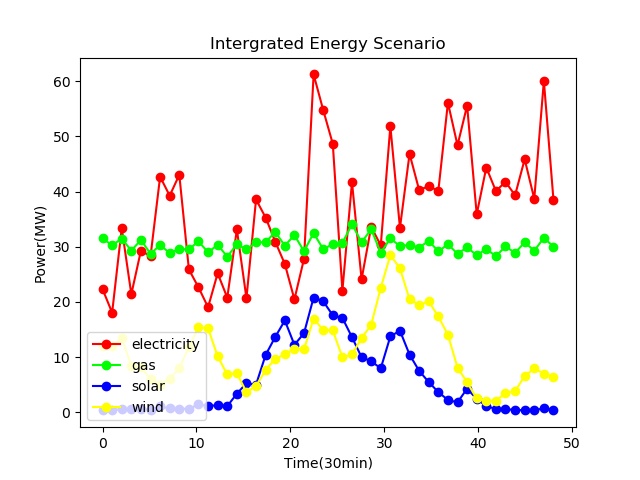 Intergrated Energy Scenario
Power(MW)
60
50
40
30
20
10
0
electricity
gas
solar
wind
0 10 20 30 40 50
Time(30min)